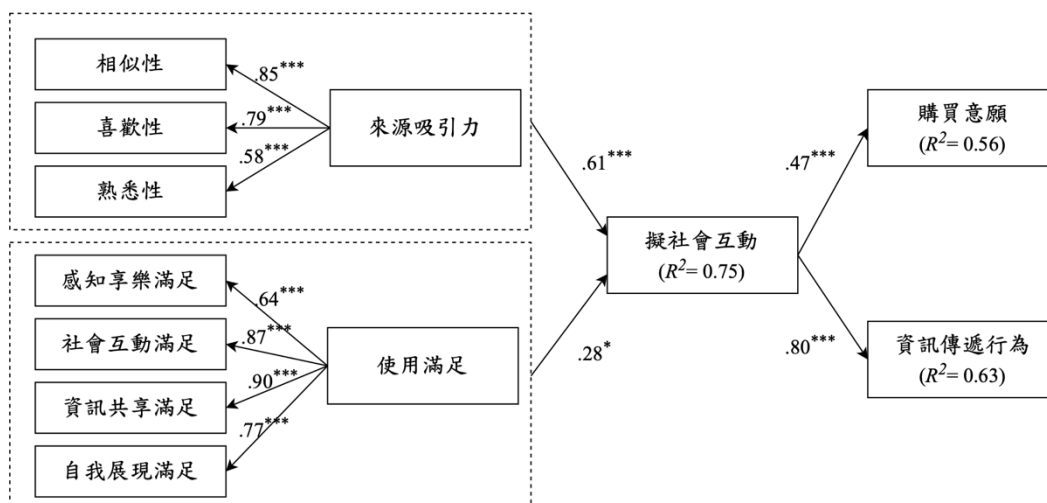 相似性
.85***
喜歡性
.79***
來源吸引力
.58***
熟悉性
感知享樂滿足
.64***
社會互動滿足
.87***
使用滿足
.90***
資訊共享滿足
.77***
自我展現滿足
.61***
.28*
擬社會互動
(R²= 0.75)
.47***
購買意願
(R²= 0.56)
.80***
資訊傳遞行為
(R²= 0.63)